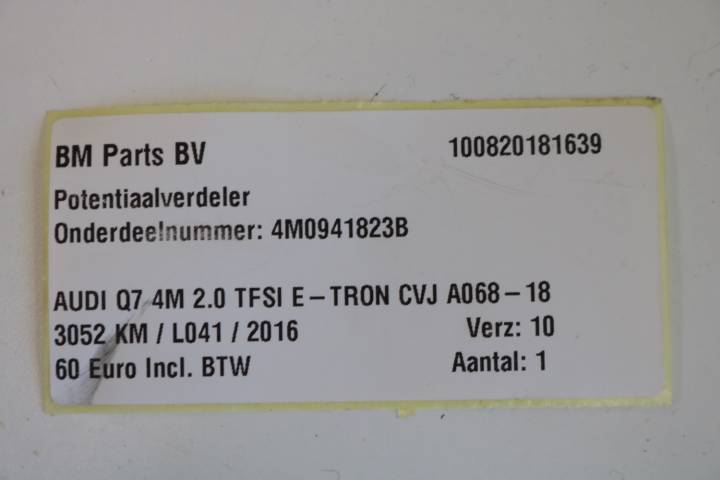 BM Parts BV 100820181639
Potentiaalverdeler
Onderdeelnummer: 4M0941823B
AUDI Q7 4M 2.0 TFSI E-TRON CVJ A068-18
3052 KM / L041 / 2016 Verz: 10
60 Euro Incl. BTW Aantal: 1